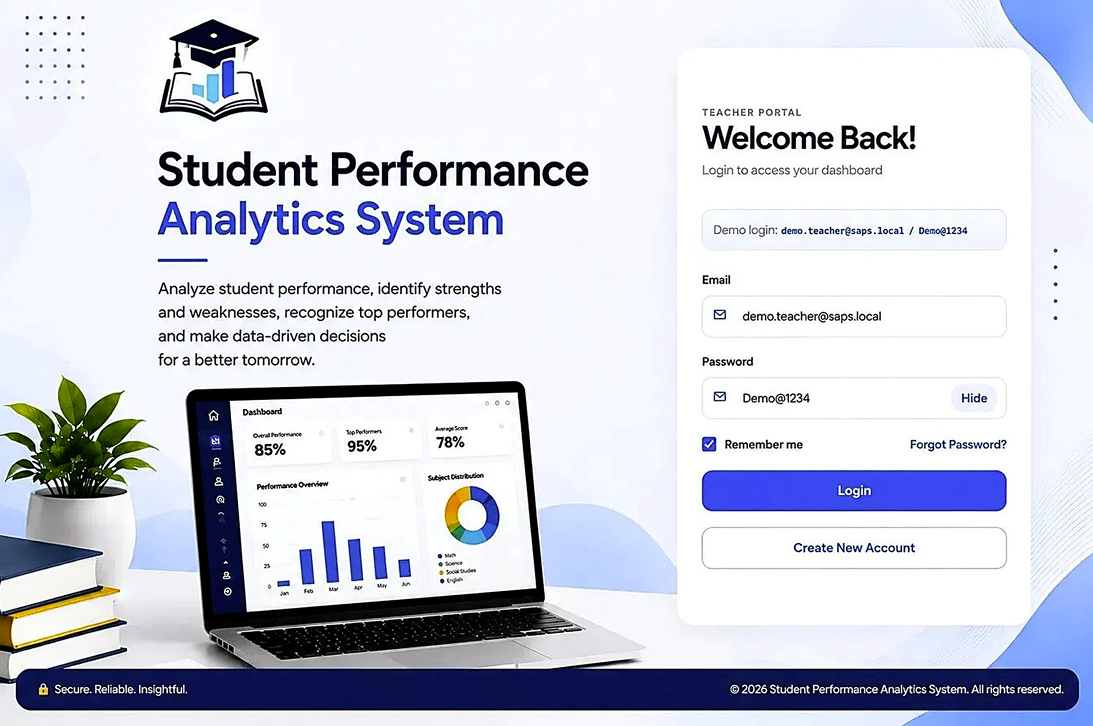 Student Performance
Analytics System
Analyze student performance, identify strengths
and weaknesses, recognize top performers,
and make data-driven decisions
for a better tomorrow.
Dashboard
Overall Performance
85%
Top Performers
95%
Average Score
78%
Performance Overview
100
75
50
25
0
Jan Feb Mar Apr May Jun
Subject Distribution
Math
Science
Social Studies
English
TEACHER PORTAL
Welcome Back!
Login to access your dashboard
Demo login: demo.teacher@saps.local / Demo@1234
Email
demo.teacher@saps.local
Password
Demo@1234 Hide
Remember me Forgot Password?
Login
Create New Account
Secure. Reliable. Insightful.
© 2026 Student Performance Analytics System. All rights reserved.